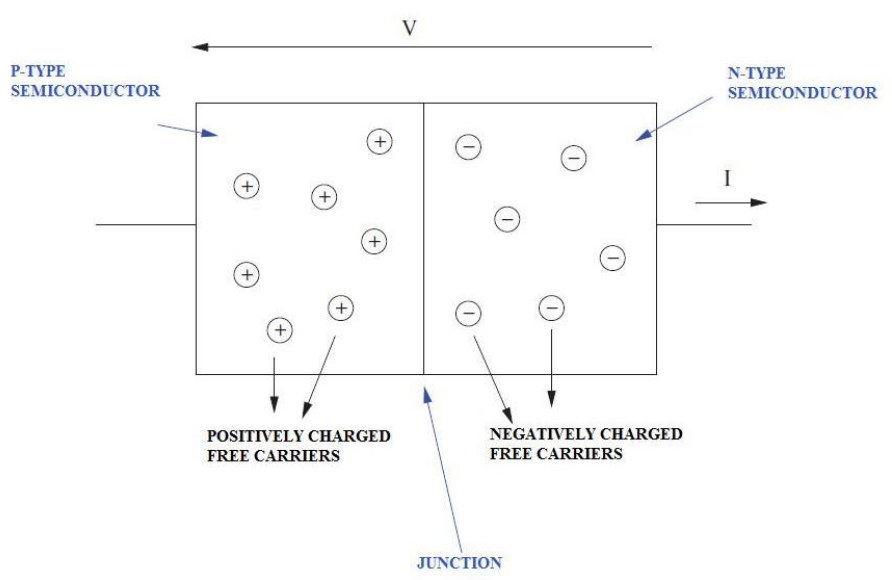 V
P-TYPE
SEMICONDUCTOR
N-TYPE
SEMICONDUCTOR
I
+
+
+
+
+
+
+
−
−
−
−
−
−
POSITIVELY CHARGED
FREE CARRIERS
NEGATIVELY CHARGED
FREE CARRIERS
JUNCTION